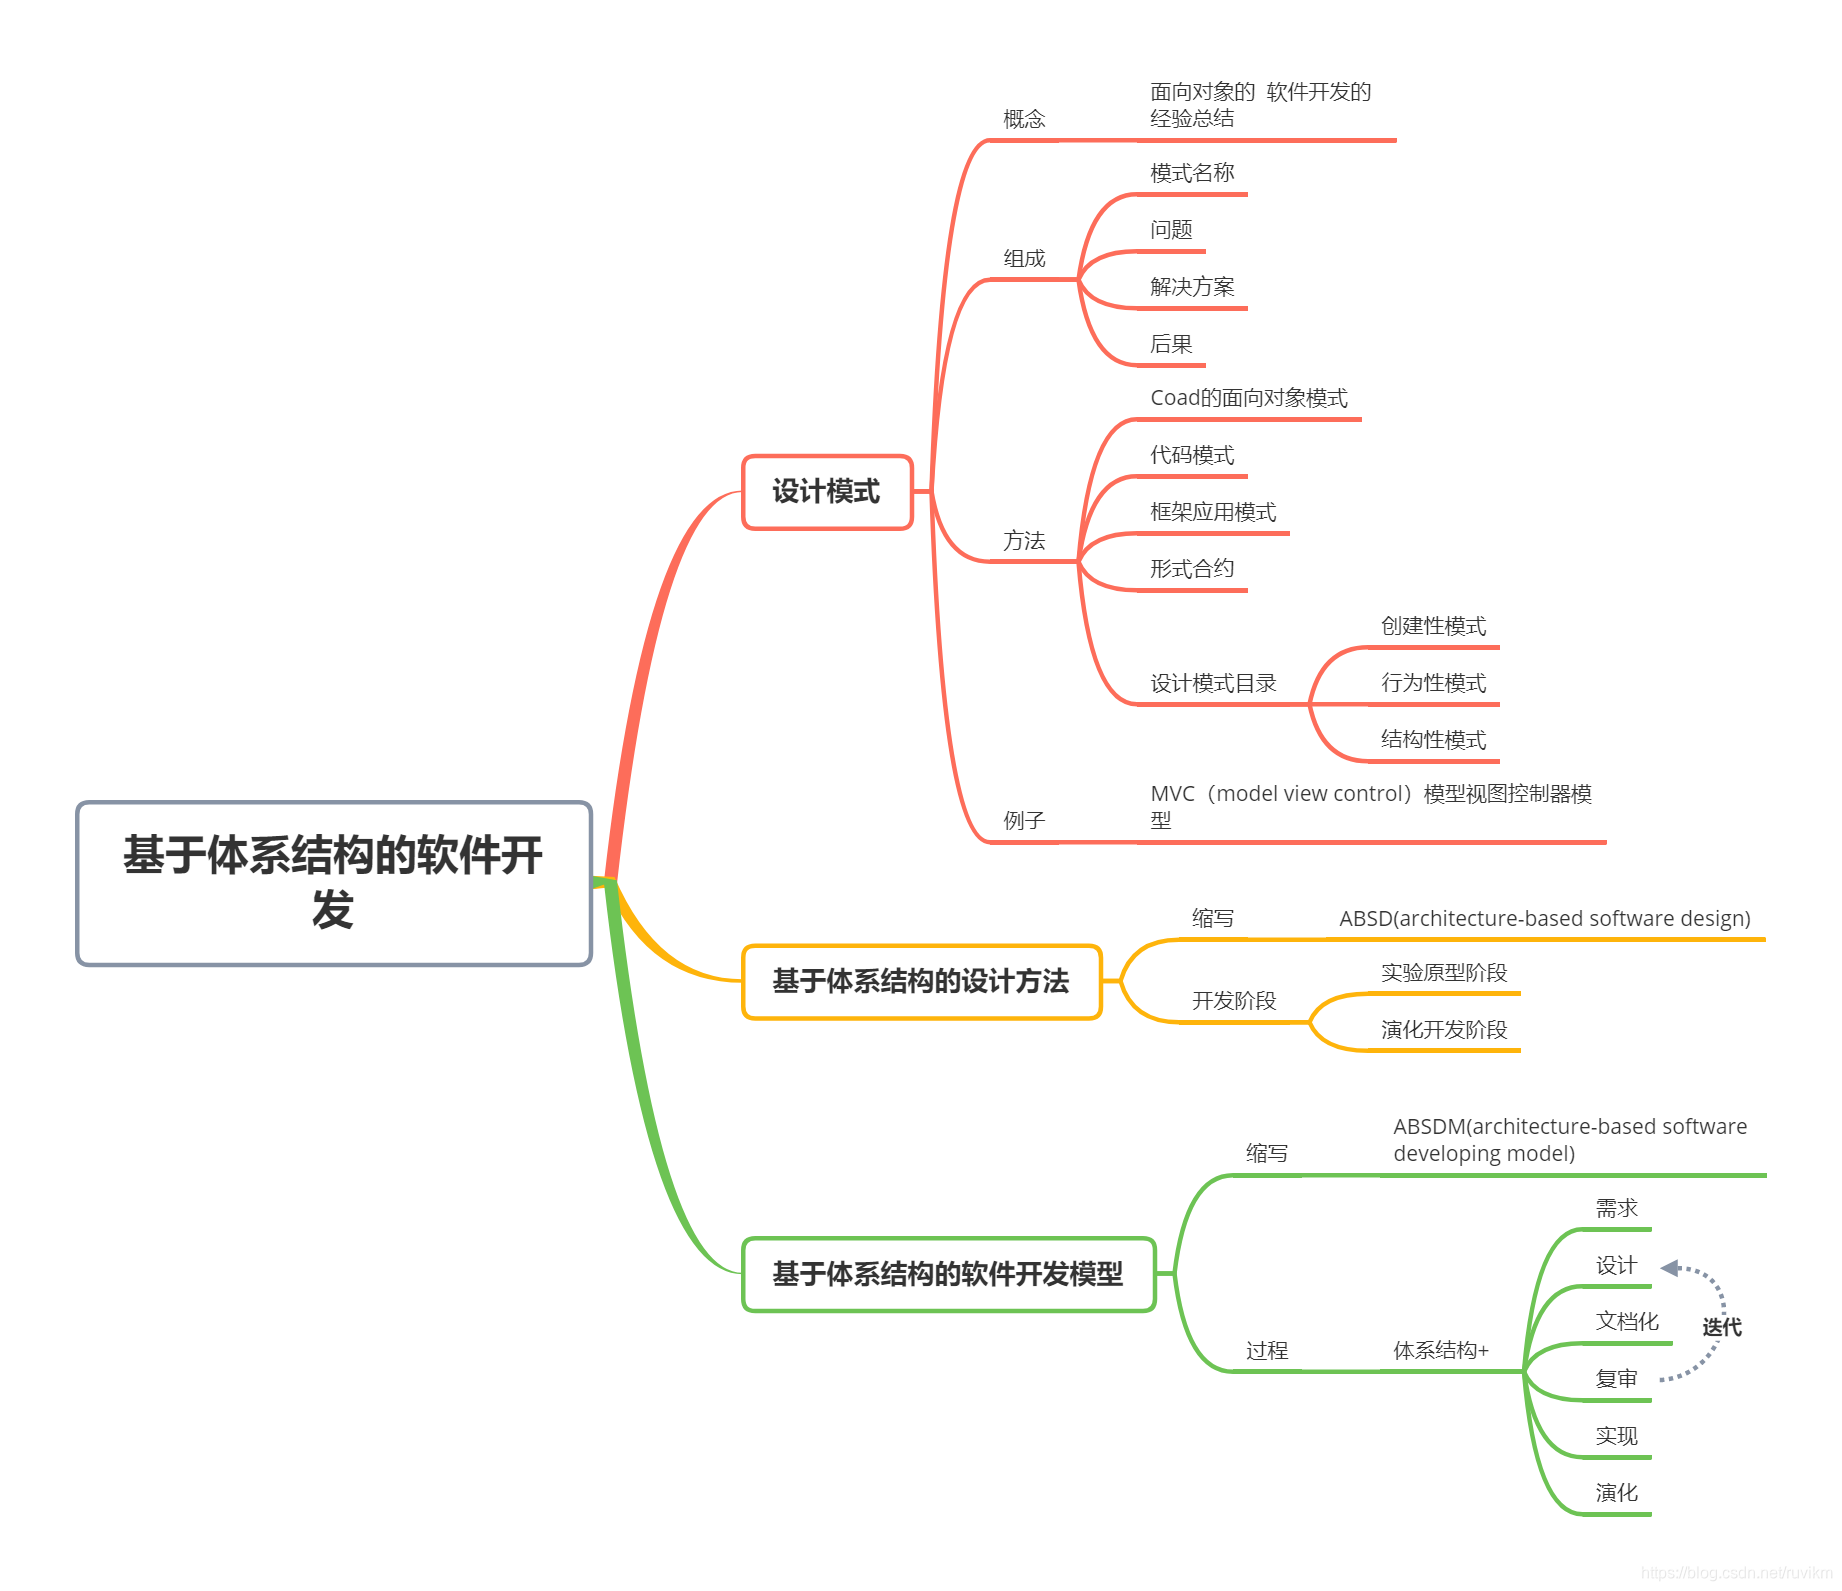 面向对象的 软件开发的
经验总结
概念
模式名称
问题
组成
解决方案
后果
Coad的面向对象模式
代码模式
设计模式
框架应用模式
方法
形式合约
创建性模式
设计模式目录
行为性模式
结构性模式
MVC（model view control）模型视图控制器模
型
例子
基于体系结构的软件开
发
缩写
ABSD(architecture-based software design)
基于体系结构的设计方法
实验原型阶段
开发阶段
演化开发阶段
ABSDM(architecture-based software
developing model)
缩写
需求
设计
基于体系结构的软件开发模型
文档化
迭代
过程
体系结构+
复审
实现
演化
https://blog.csdn.net/ruvikm